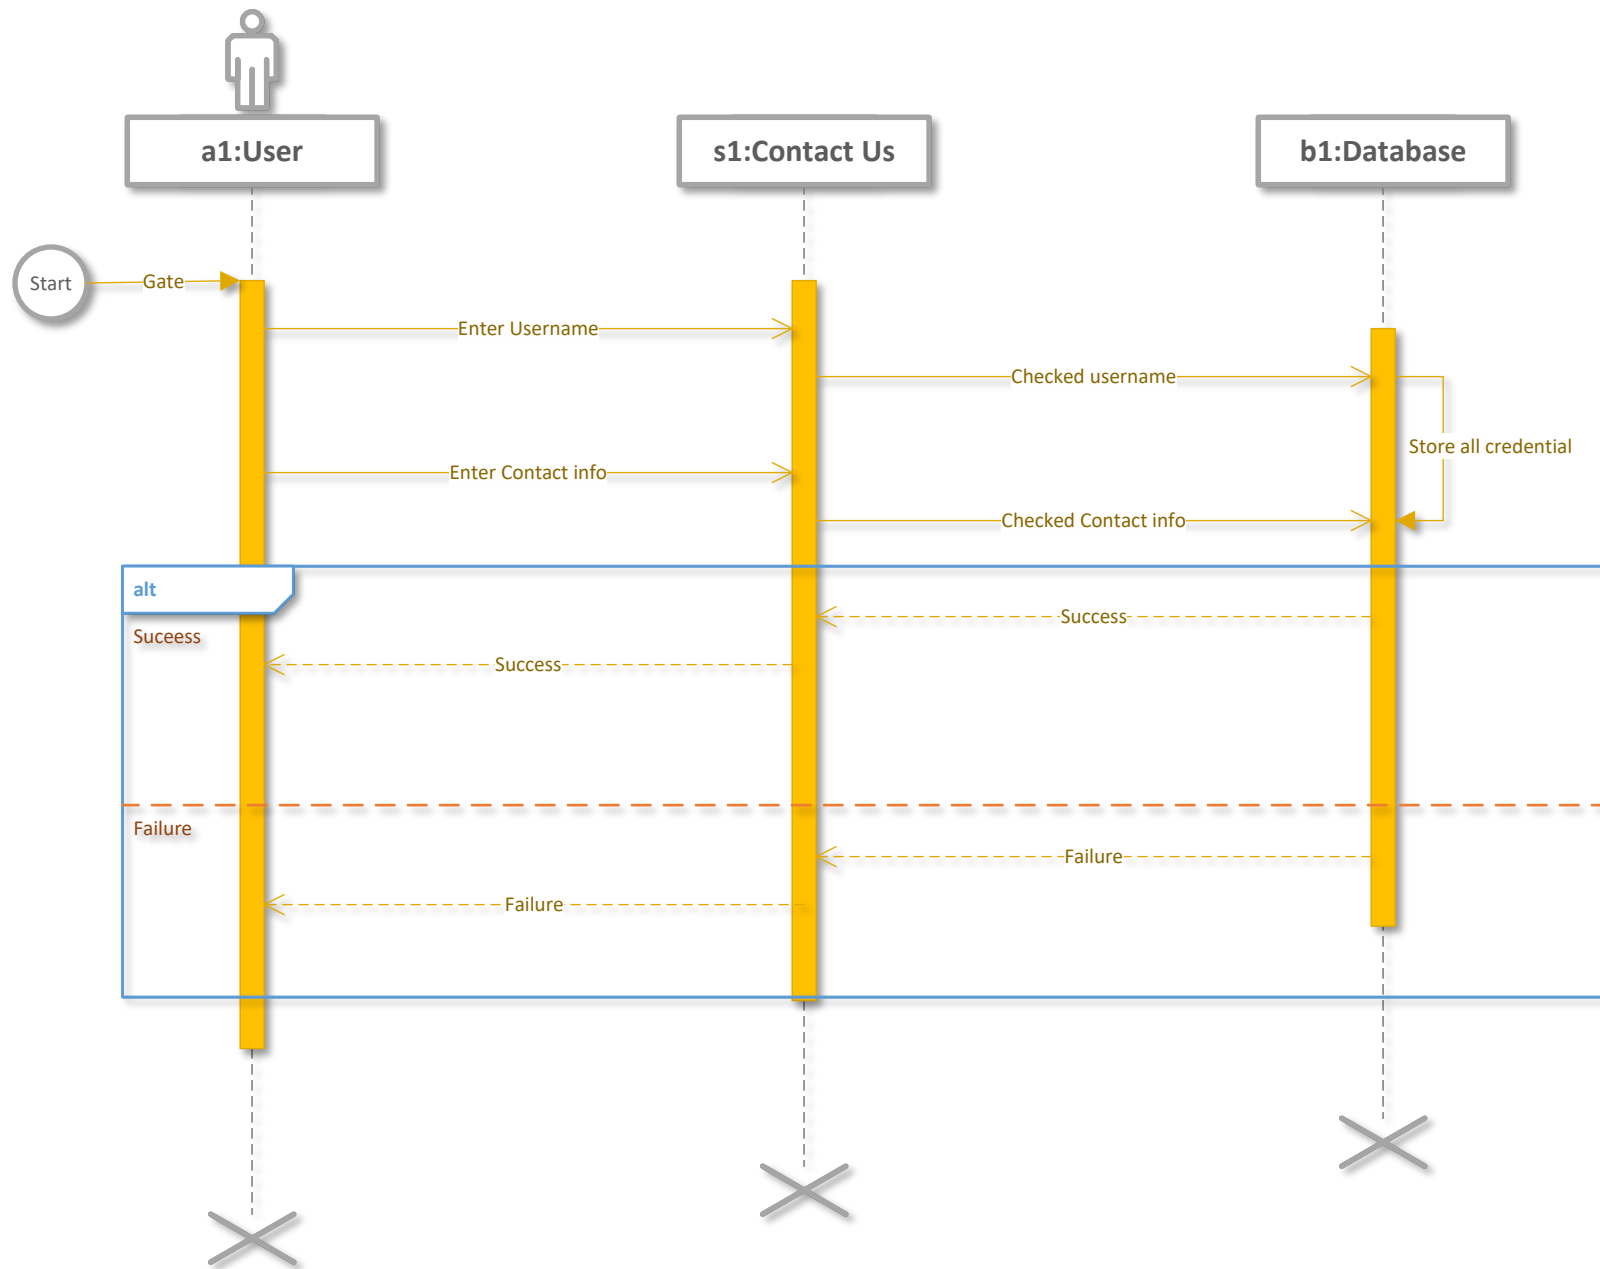 a1:User
s1:Contact Us
b1:Database
Start
Gate
Enter Username
Checked username
Store all credential
Enter Contact info
Checked Contact info
alt
Success
Suceess
Success
Failure
Failure
Failure